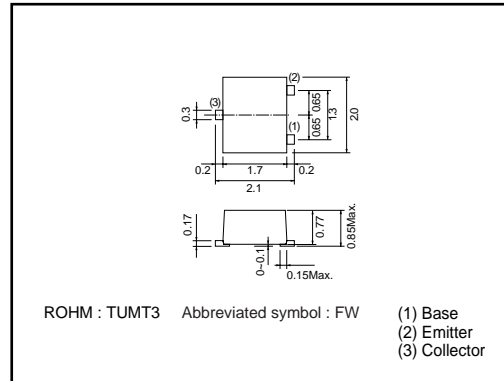 (2)
(3)
0.3
0.65
0.65
1.3
2.0
(1)
0.2
1.7
0.2
2.1
0.17
0.77
0.85Max.
0~0.1
0.15Max.
ROHM : TUMT3 Abbreviated symbol : FW
(1) Base
(2) Emitter
(3) Collector